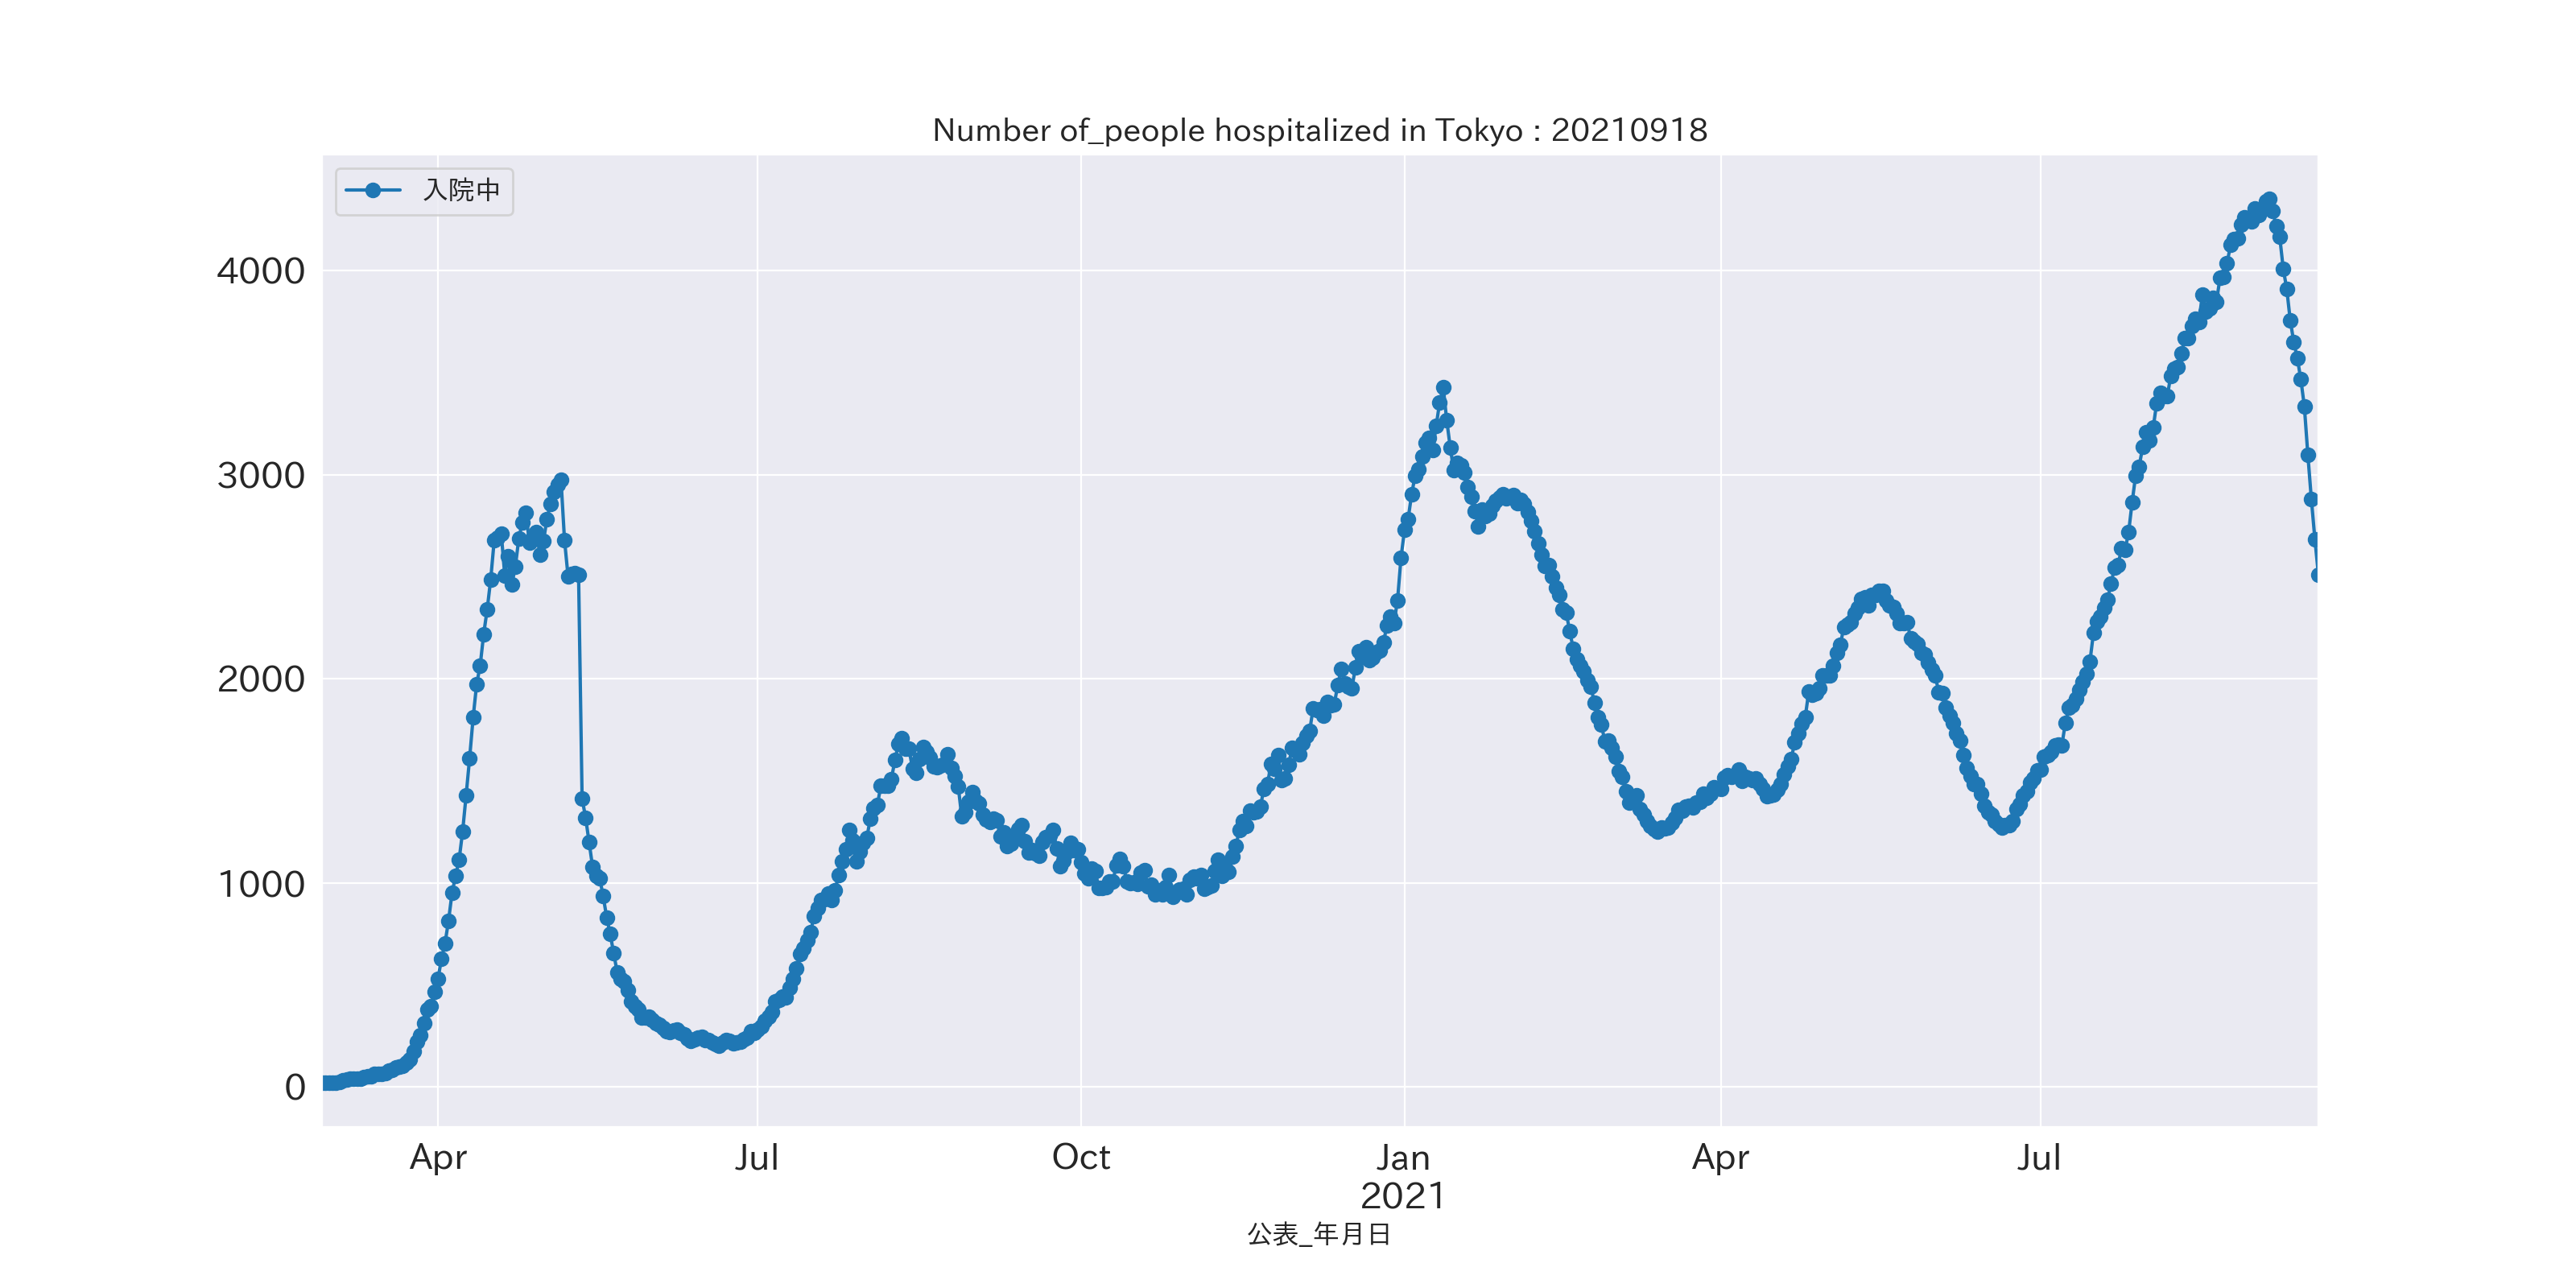 Number of_people hospitalized in Tokyo : 20210918
入院中
4000
3000
2000
1000
0
Apr Jul Oct Jan Apr Jul
2021
公表_年月日